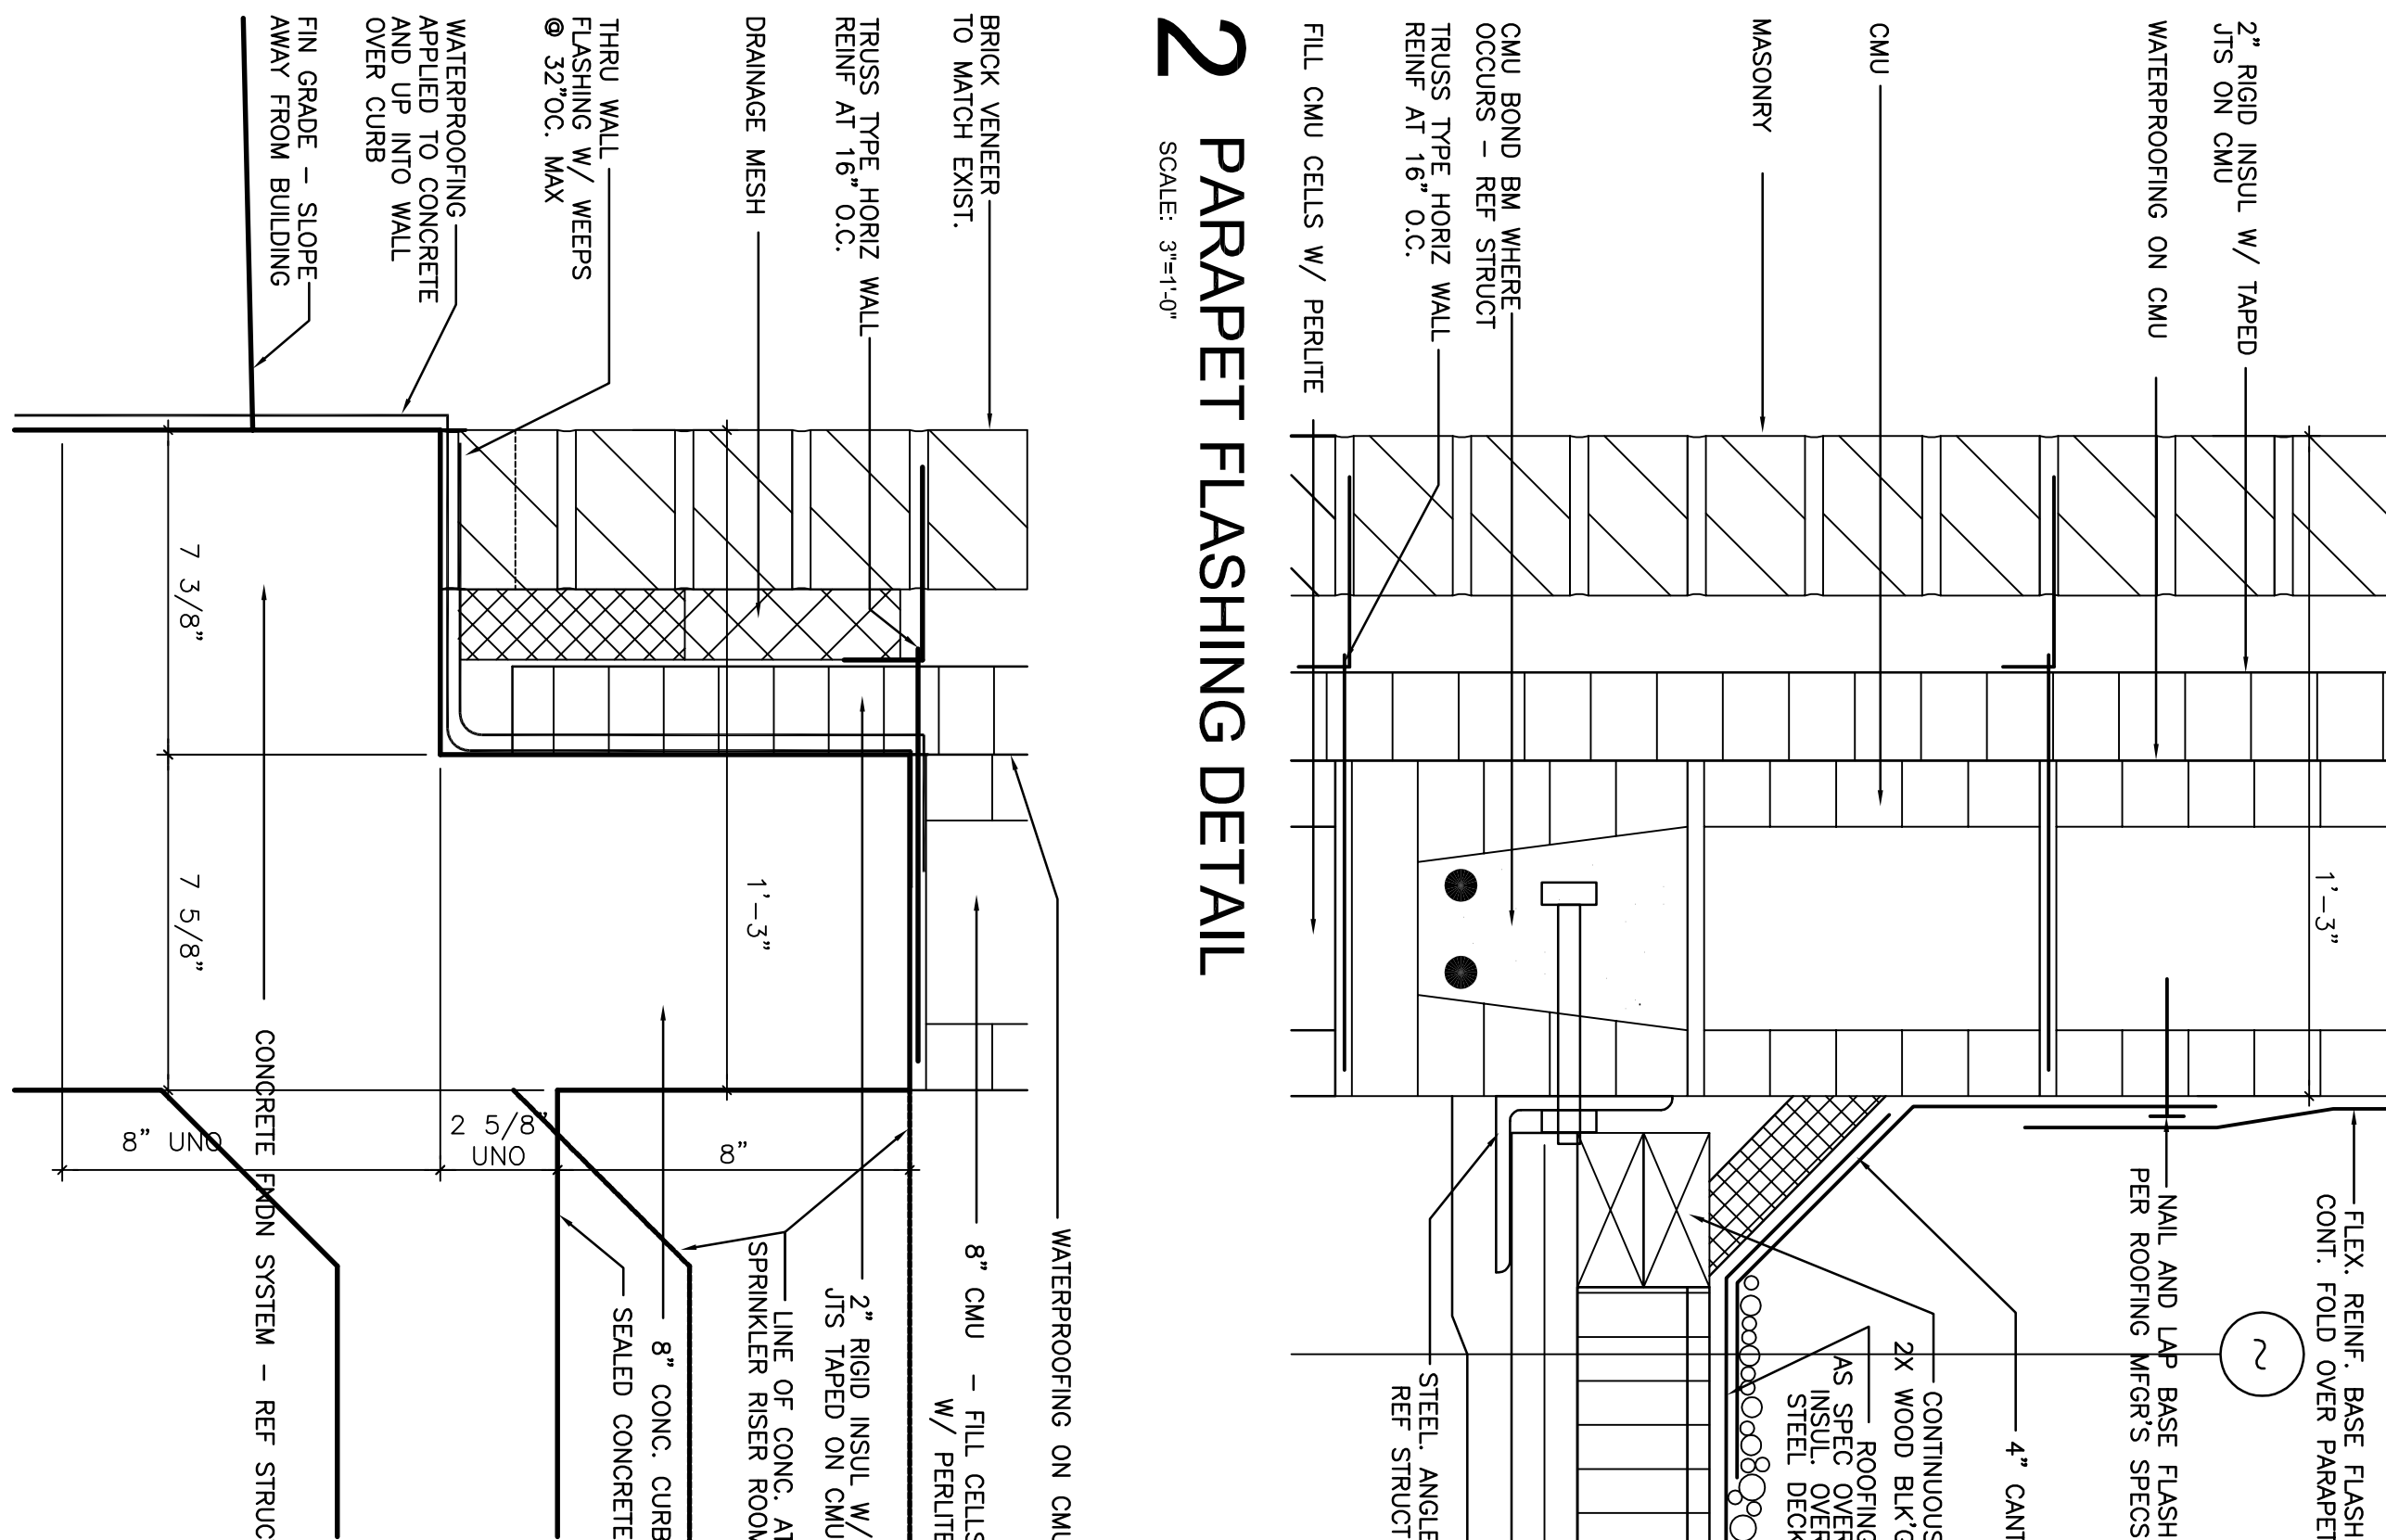 2" RIGID INSUL W/ TAPED
JTS ON CMU
WATERPROOFING ON CMU
CMU
MASONRY
CMU BOND BM WHERE
OCCURS – REF STRUCT
TRUSS TYPE HORIZ WALL
REINF AT 16" O.C.
FILL CMU CELLS W/ PERLITE
1'–3"
FLEX. REINF. BASE FLASH
CONT. FOLD OVER PARAPET
NAIL AND LAP BASE FLASH
PER ROOFING MFGR'S SPECS
~
4" CANT
CONTINUOUS
2X WOOD BLK'G
ROOFING
AS SPEC OVER
INSUL. OVER
STEEL DECK
STEEL. ANGLE
REF STRUCT
2 PARAPET FLASHING DETAIL
SCALE: 3"=1'-0"
BRICK VENEER
TO MATCH EXIST.
TRUSS TYPE HORIZ WALL
REINF AT 16" O.C.
DRAINAGE MESH
THRU WALL
FLASHING W/ WEEPS
@ 32"OC. MAX
WATERPROOFING
APPLIED TO CONCRETE
AND UP INTO WALL
OVER CURB
FIN GRADE – SLOPE
AWAY FROM BUILDING
1'–3"
7 3/8"
7 5/8"
8"
2 5/8"
UNO
8" UNO
WATERPROOFING ON CMU
8" CMU – FILL CELLS
W/ PERLITE
2" RIGID INSUL W/
JTS TAPED ON CMU
LINE OF CONC. AT
SPRINKLER RISER ROOM
8" CONC. CURB
SEALED CONCRETE
CONCRETE FNDN SYSTEM – REF STRUC